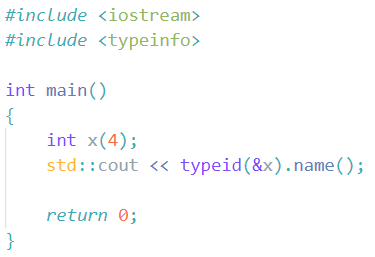 #include <iostream>
#include <typeinfo>
int main()
{
int x(4);
std::cout << typeid(&x).name();
return 0;
}